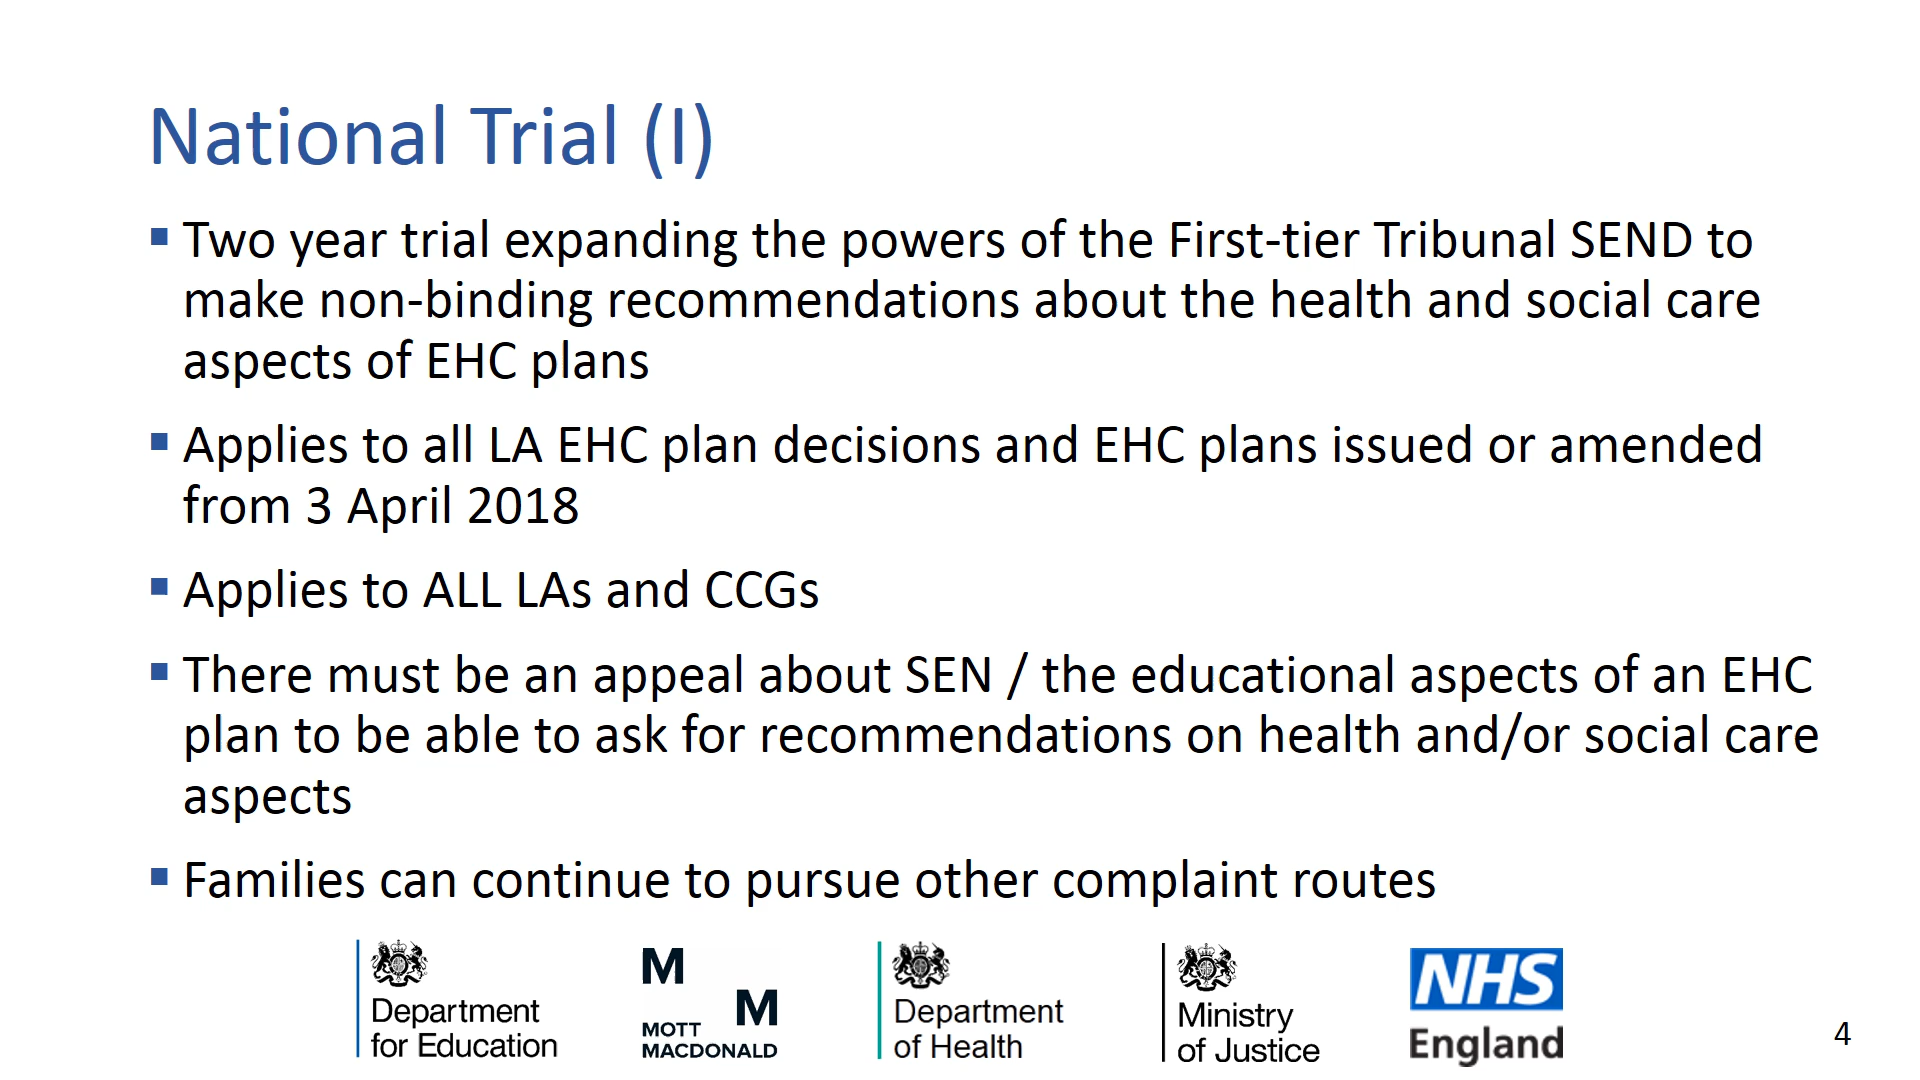 National Trial (I)
▪ Two year trial expanding the powers of the First-tier Tribunal SEND to
make non-binding recommendations about the health and social care
aspects of EHC plans
▪ Applies to all LA EHC plan decisions and EHC plans issued or amended
from 3 April 2018
▪ Applies to ALL LAs and CCGs
▪ There must be an appeal about SEN / the educational aspects of an EHC
plan to be able to ask for recommendations on health and/or social care
aspects
▪ Families can continue to pursue other complaint routes
Department
for Education
M
M
MOTT
MACDONALD
Department
of Health
Ministry
of Justice
NHS
England
4